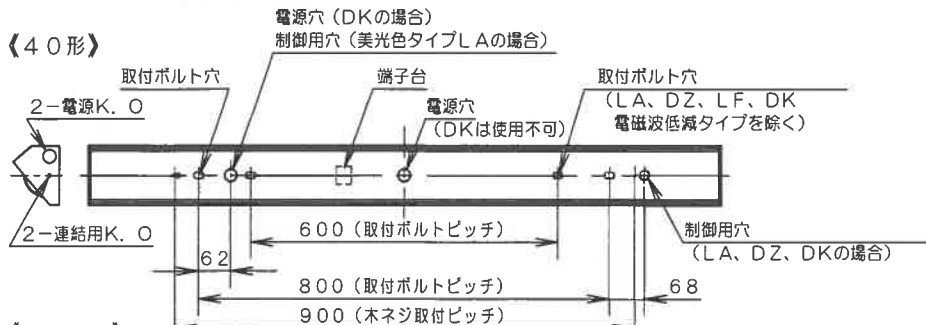 電源穴（DKの場合）
制御用穴（美光色タイプLAの場合）
《40形》
取付ボルト穴
端子台
取付ボルト穴
（LA、DZ、LF、DK
電磁波低減タイプを除く）
2－電源K．O
電源穴
（DKは使用不可）
2－連結用K．O
600（取付ボルトピッチ）
制御用穴
（LA、DZ、DKの場合）
62
800（取付ボルトピッチ）
68
900（木ネジ取付ピッチ）